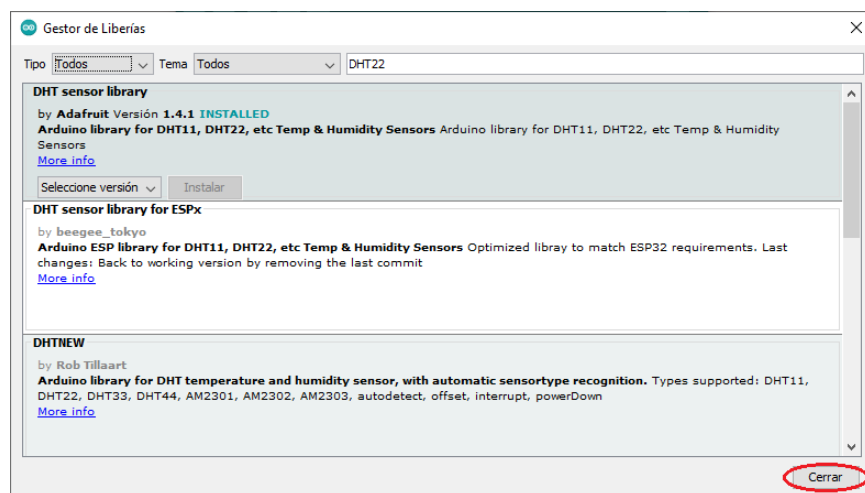 Gestor de Liberías
Tipo Todos Tema Todos DHT22
DHT sensor library
by Adafruit Versión 1.4.1 INSTALLED
Arduino library for DHT11, DHT22, etc Temp & Humidity Sensors Arduino library for DHT11, DHT22, etc Temp & Humidity
Sensors
More info
Seleccione versión Instalar
DHT sensor library for ESPx
by beegee_tokyo
Arduino ESP library for DHT11, DHT22, etc Temp & Humidity Sensors Optimized libray to match ESP32 requirements. Last
changes: Back to working version by removing the last commit
More info
DHTNEW
by Rob Tillaart
Arduino library for DHT temperature and humidity sensor, with automatic sensortype recognition. Types supported: DHT11,
DHT22, DHT33, DHT44, AM2301, AM2302, AM2303, autodetect, offset, interrupt, powerDown
More info
Cerrar